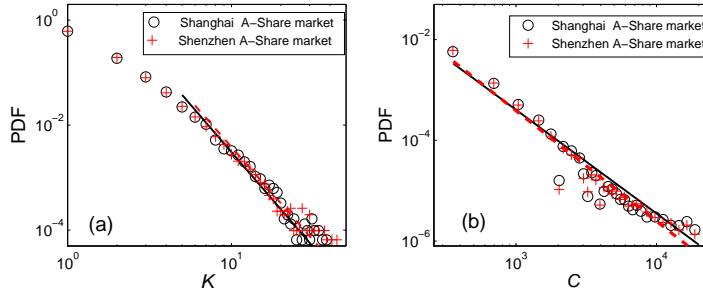 Shanghai A-Share market
Shenzhen A-Share market
PDF
10^0
10^-2
10^-4
(a)
10^0
10^1
K
Shanghai A-Share market
Shenzhen A-Share market
PDF
10^-2
10^-4
10^-6
(b)
10^3
10^4
C